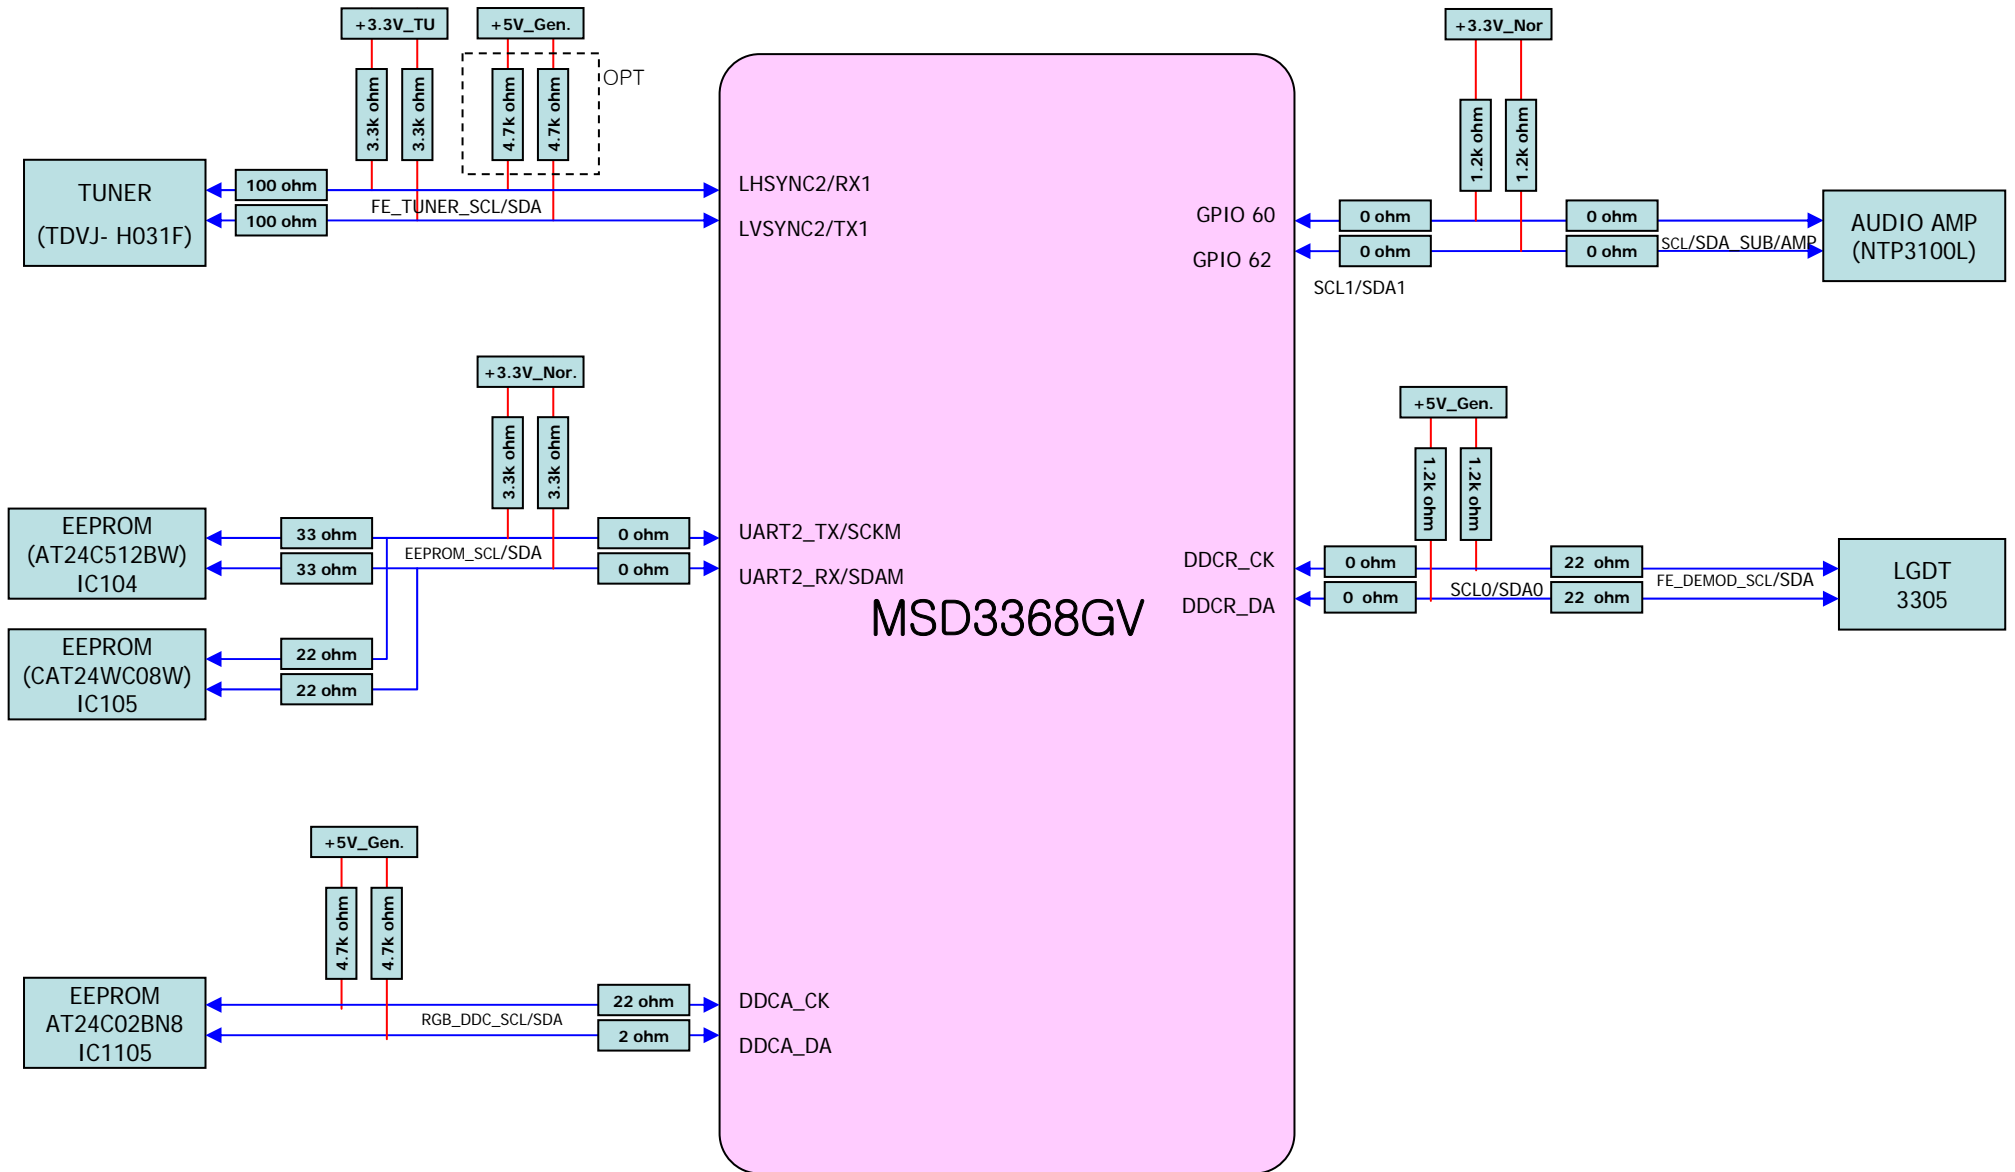 +3.3V_TU
+5V_Gen.
3.3k ohm
3.3k ohm
4.7k ohm
4.7k ohm
OPT
TUNER
(TDVJ- H031F)
100 ohm
100 ohm
FE_TUNER_SCL/SDA
LHSYNC2/RX1
LVSYNC2/TX1
+3.3V_Nor
1.2k ohm
1.2k ohm
GPIO 60
GPIO 62
0 ohm
0 ohm
0 ohm
0 ohm
SCL1/SDA1
SCL/SDA_SUB/AMP
AUDIO AMP
(NTP3100L)
+3.3V_Nor.
3.3k ohm
3.3k ohm
EEPROM
(AT24C512BW)
IC104
33 ohm
33 ohm
EEPROM_SCL/SDA
0 ohm
0 ohm
UART2_TX/SCKM
UART2_RX/SDAM
EEPROM
(CAT24WC08W)
IC105
22 ohm
22 ohm
MSD3368GV
+5V_Gen.
1.2k ohm
1.2k ohm
DDCR_CK
DDCR_DA
0 ohm
0 ohm
SCL0/SDA0
22 ohm
22 ohm
FE_DEMOD_SCL/SDA
LGDT
3305
+5V_Gen.
4.7k ohm
4.7k ohm
EEPROM
AT24C02BN8
IC1105
RGB_DDC_SCL/SDA
22 ohm
2 ohm
DDCA_CK
DDCA_DA